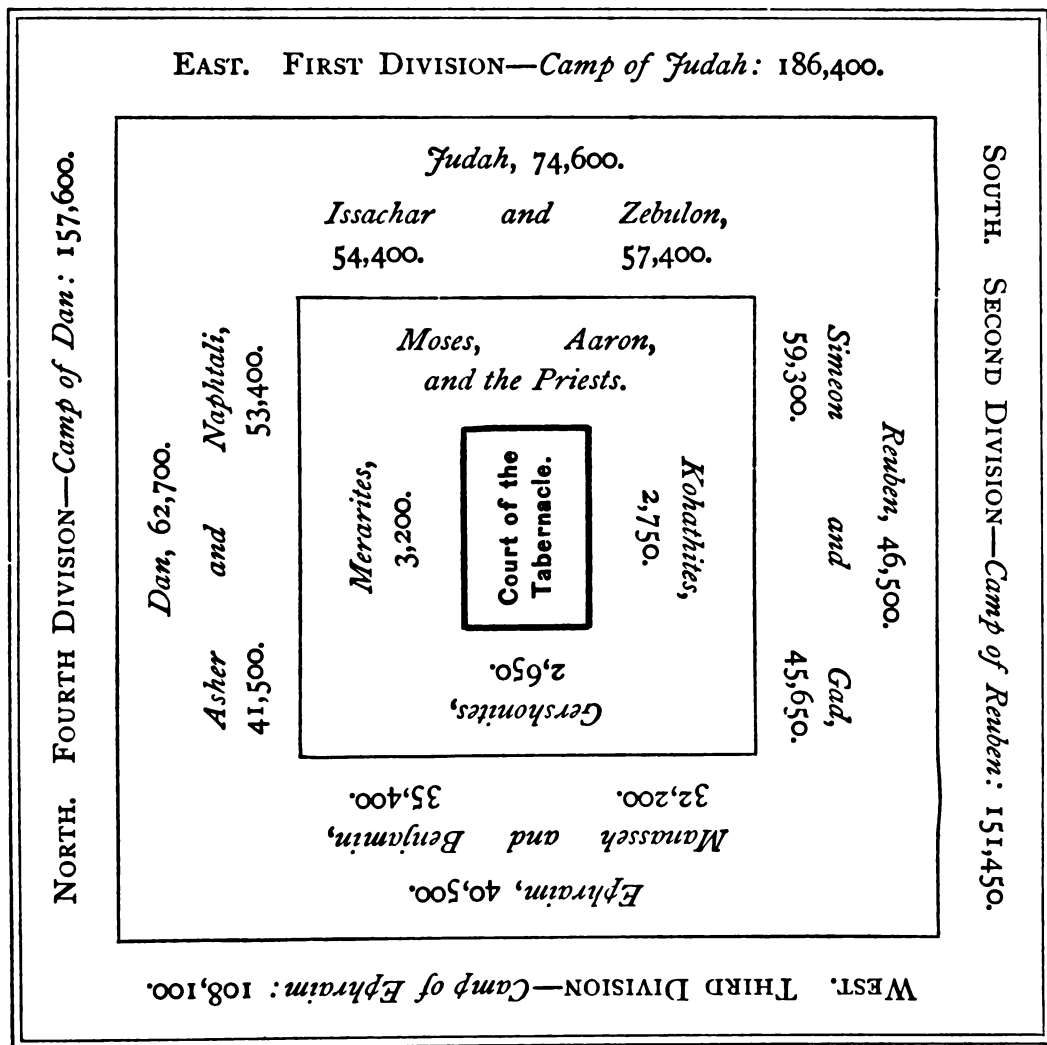 EAST. FIRST DIVISION—Camp of Judah: 186,400.
Judah, 74,600.
Issachar and Zebulon,
54,400. 57,400.
Moses, Aaron,
and the Priests.
Court of the
Tabernacle.
Kohathites,
2,750.
Gershonites,
2,650.
Merarites,
3,200.
SOUTH. SECOND DIVISION—Camp of Reuben: 151,450.
Reuben, 46,500.
Simeon and Gad,
59,300. 45,650.
WEST. THIRD DIVISION—Camp of Ephraim: 108,100.
Ephraim, 40,500.
Manasseh and Benjamin,
32,200. 35,400.
NORTH. FOURTH DIVISION—Camp of Dan: 157,600.
Dan, 62,700.
Asher and Naphtali,
41,500. 53,400.